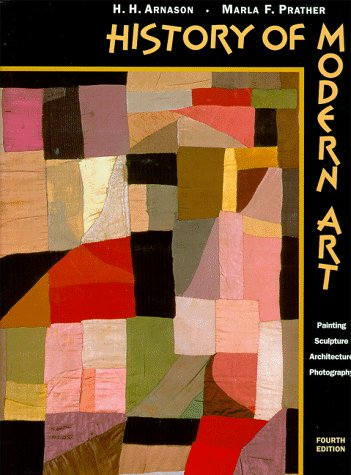 H. H. ARNASON • MARLA F. PRATHER
HISTORY OF
MODERN ART
Painting
Sculpture
Architecture
Photography
FOURTH
EDITION